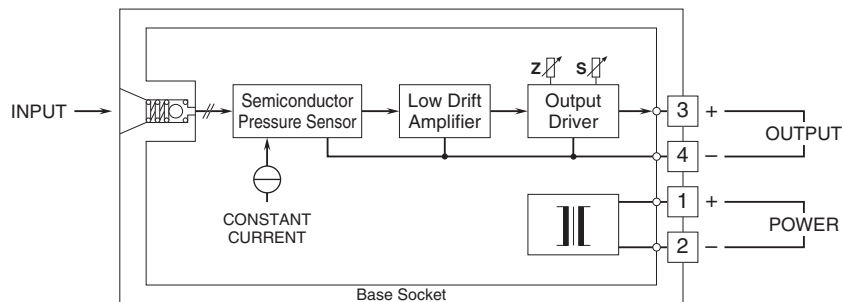 INPUT
Semiconductor
Pressure Sensor
Low Drift
Amplifier
Z
S
Output
Driver
3 +
OUTPUT
4 –
CONSTANT
CURRENT
1 +
POWER
2 –
Base Socket